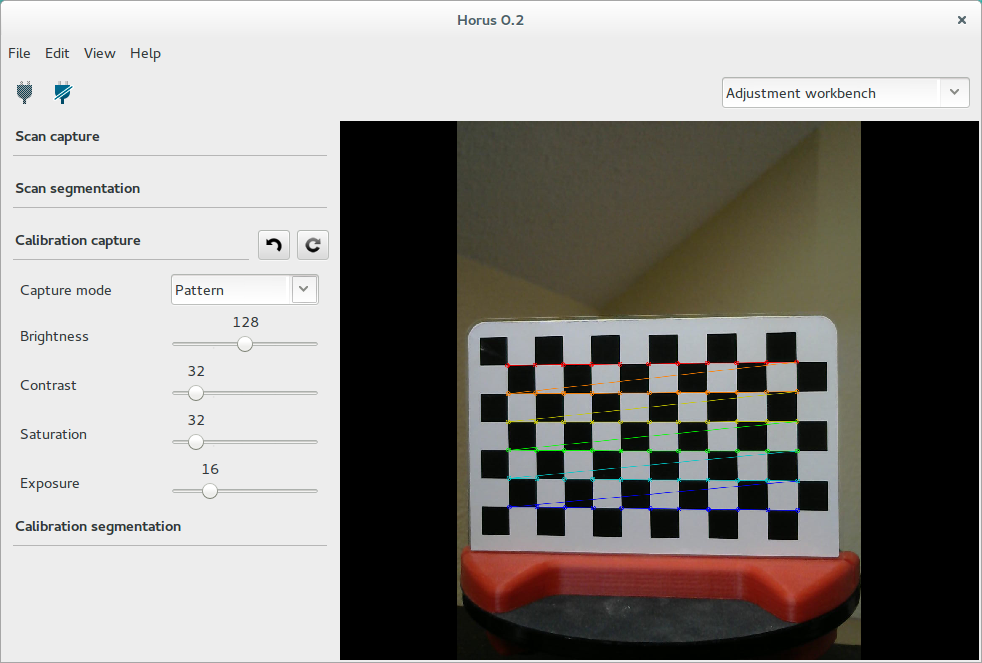 Horus 0.2
File Edit View Help
Adjustment workbench
Scan capture
Scan segmentation
Calibration capture
Capture mode Pattern
128
Brightness
32
Contrast
32
Saturation
16
Exposure
Calibration segmentation